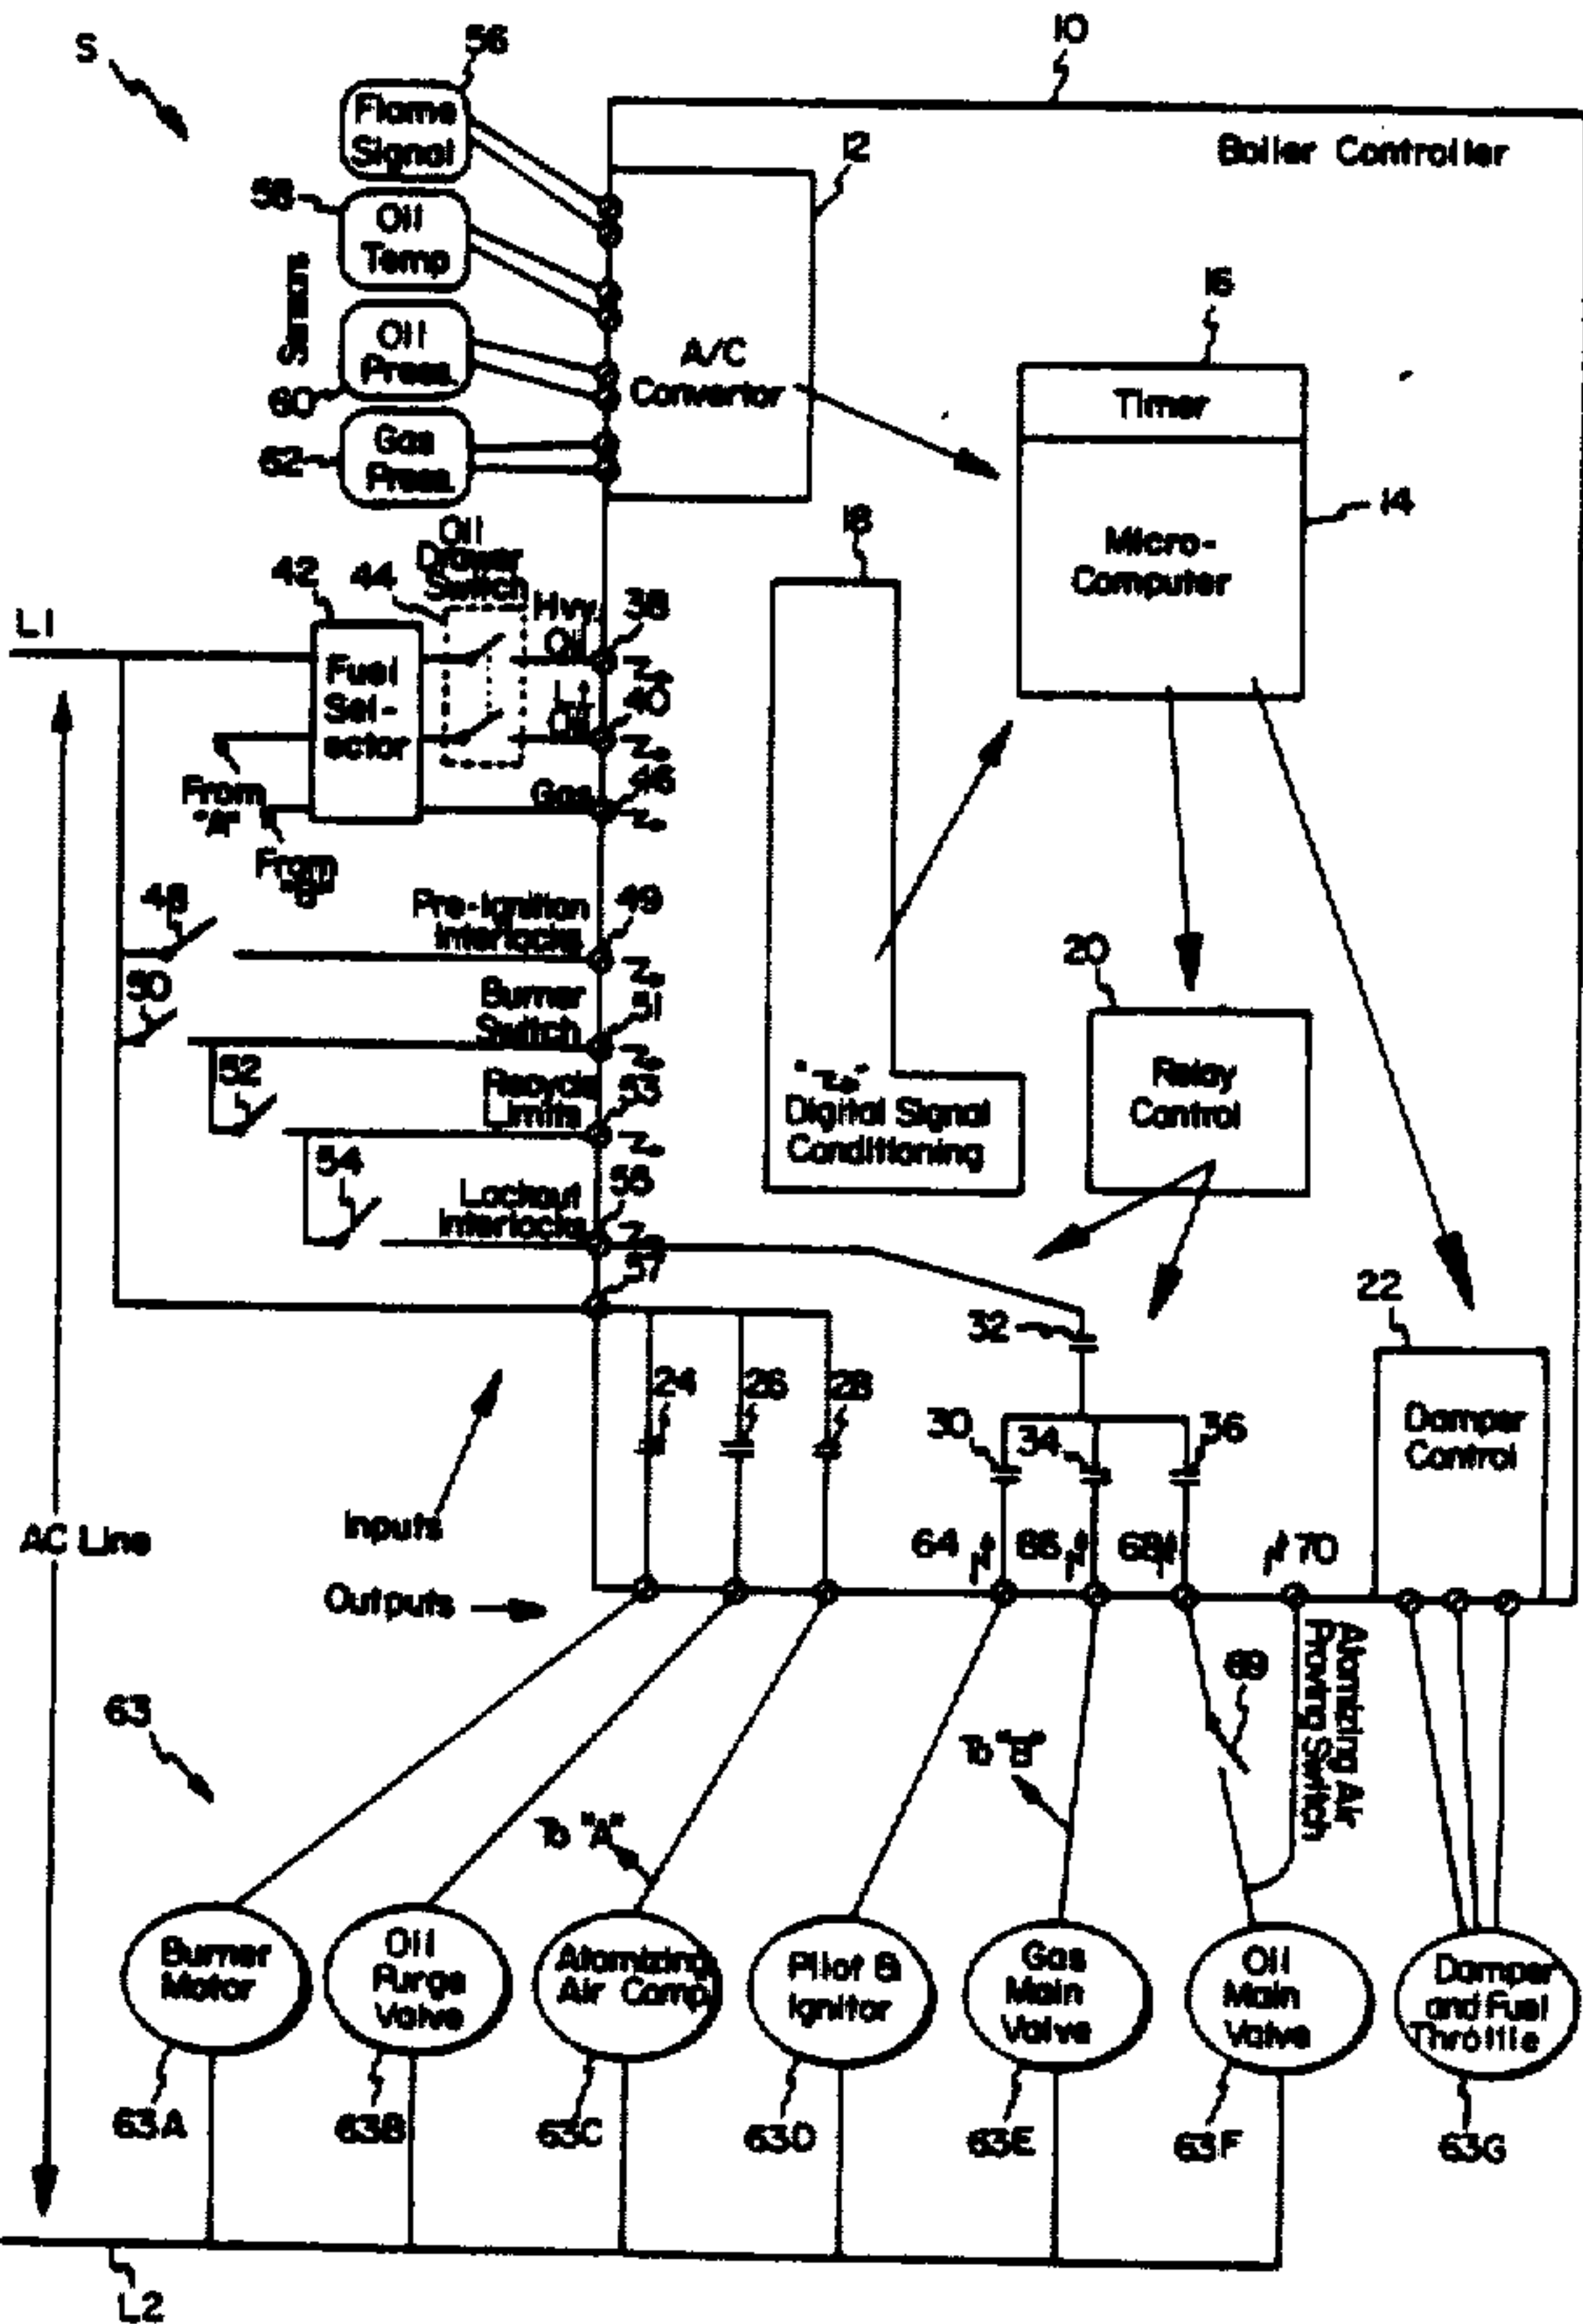 S
56
10
Flame
Signal
12
Boiler Controller
58
Oil
Temp
Sensors
16
Oil
Press.
A/C
Convertor
Timer
60
Gas
Press.
62
14
18
Micro-
Computer
Oil
Drawer
Switch
42
44
Hvy
Oil
38
L1
Fuel
Sel-
ector
Oil
40
From
"A"
Gas
From
"B"
48
Pre-Ignition
Interlocks
49
20
50
Burner
Switch
51
52
Recycle
Limits
53
Relay
Control
Digital Signal
Conditioning
54
Lockout
Interlocks
55
57
22
32
24
26
28
30
34
36
Damper
Control
Inputs
64
66
68
70
AC Line
Outputs
Atomizing Air
Proving Switch
69
63
To "B"
To "A"
Burner
Motor
Oil
Purge
Valve
Atomizing
Air Comp.
Pilot &
Ignitor
Gas
Main
Valve
Oil
Main
Valve
Damper
and Fuel
Throttle
63A
63B
63C
63D
63E
63F
63G
L2